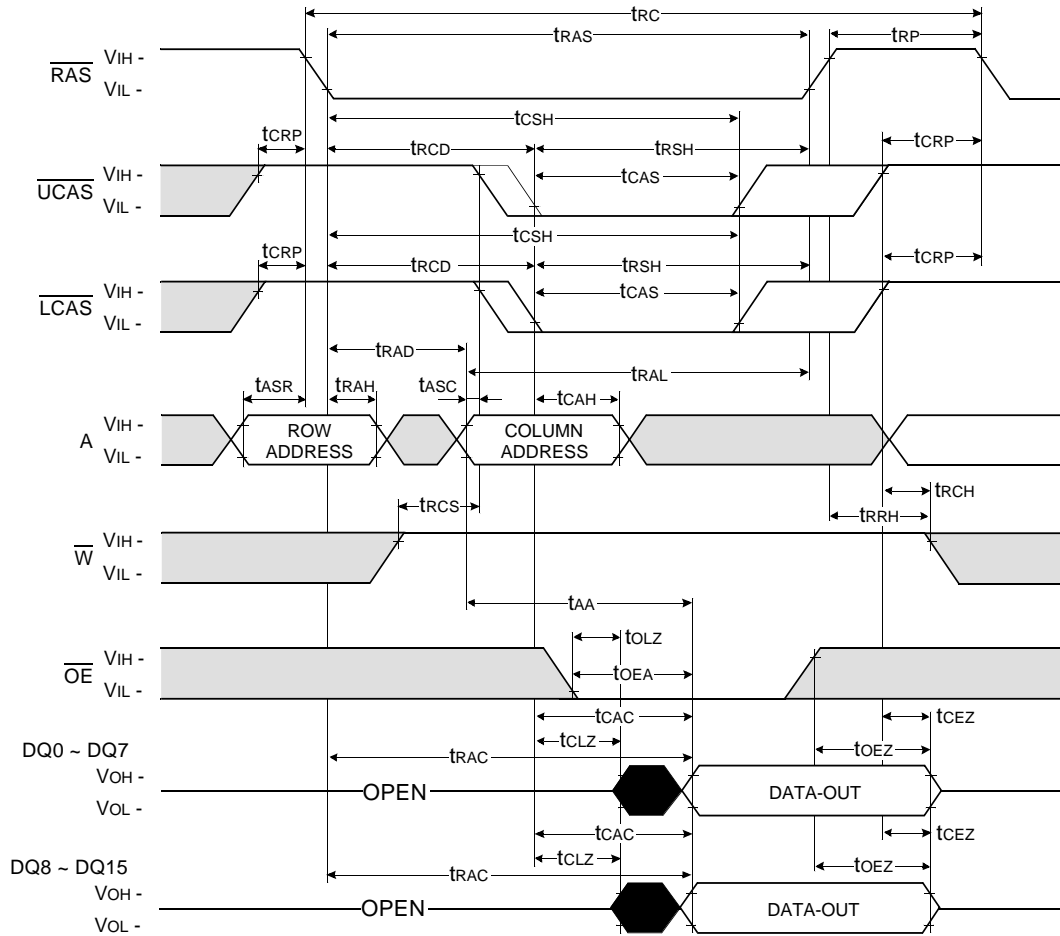 tRC
tRAS
tRP
RAS
VIH -
VIL -
tCSH
tCRP
tRCD
tRSH
tCRP
UCAS
VIH -
VIL -
tCAS
tCSH
tCRP
tRCD
tRSH
tCRP
LCAS
VIH -
VIL -
tCAS
tRAD
tRAL
tASR
tRAH
tASC
tCAH
A
VIH -
VIL -
ROW
ADDRESS
COLUMN
ADDRESS
tRCS
tRCH
tRRH
W
VIH -
VIL -
tAA
tOLZ
OE
VIH -
VIL -
tOEA
tCAC
tCEZ
tCLZ
tOEZ
DQ0 ~ DQ7
tRAC
VOH -
VOL -
OPEN
DATA-OUT
tCAC
tCEZ
tCLZ
tOEZ
DQ8 ~ DQ15
tRAC
VOH -
VOL -
OPEN
DATA-OUT